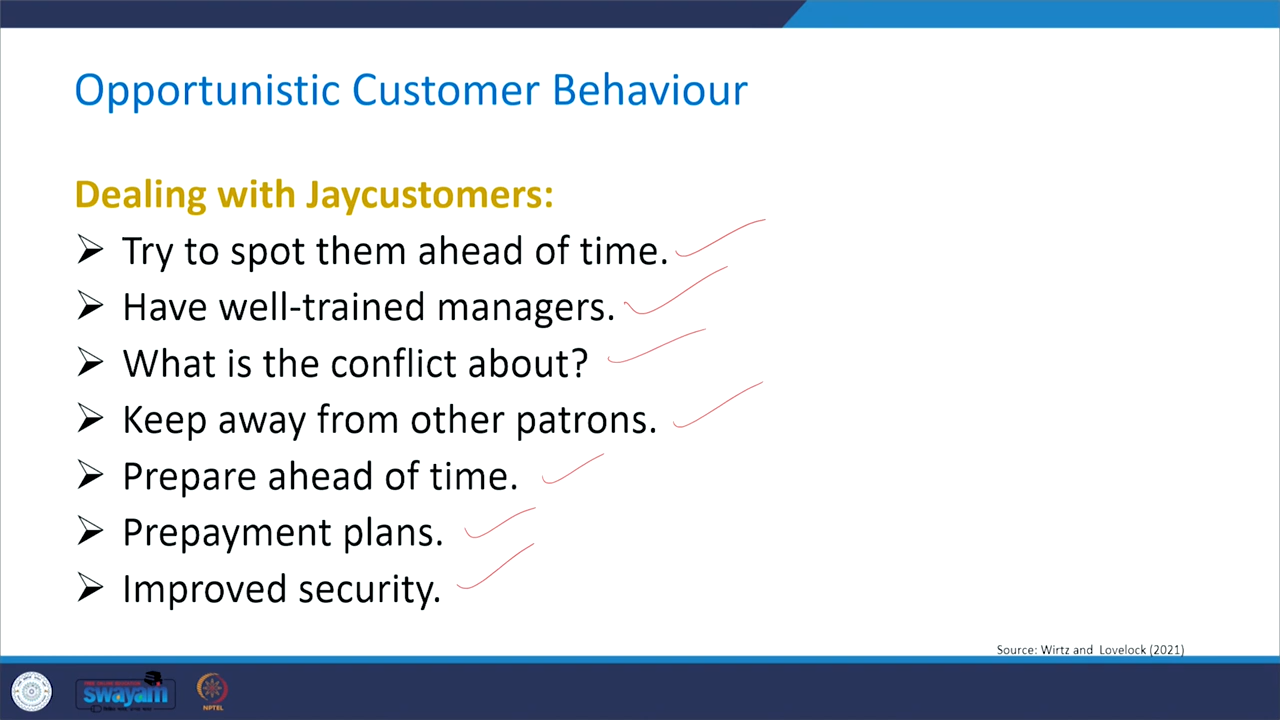 Opportunistic Customer Behaviour
Dealing with Jaycustomers:
➢ Try to spot them ahead of time.
➢ Have well-trained managers.
➢ What is the conflict about?
➢ Keep away from other patrons.
➢ Prepare ahead of time.
➢ Prepayment plans.
➢ Improved security.
Source: Wirtz and Lovelock (2021)
swayam
NPTEL